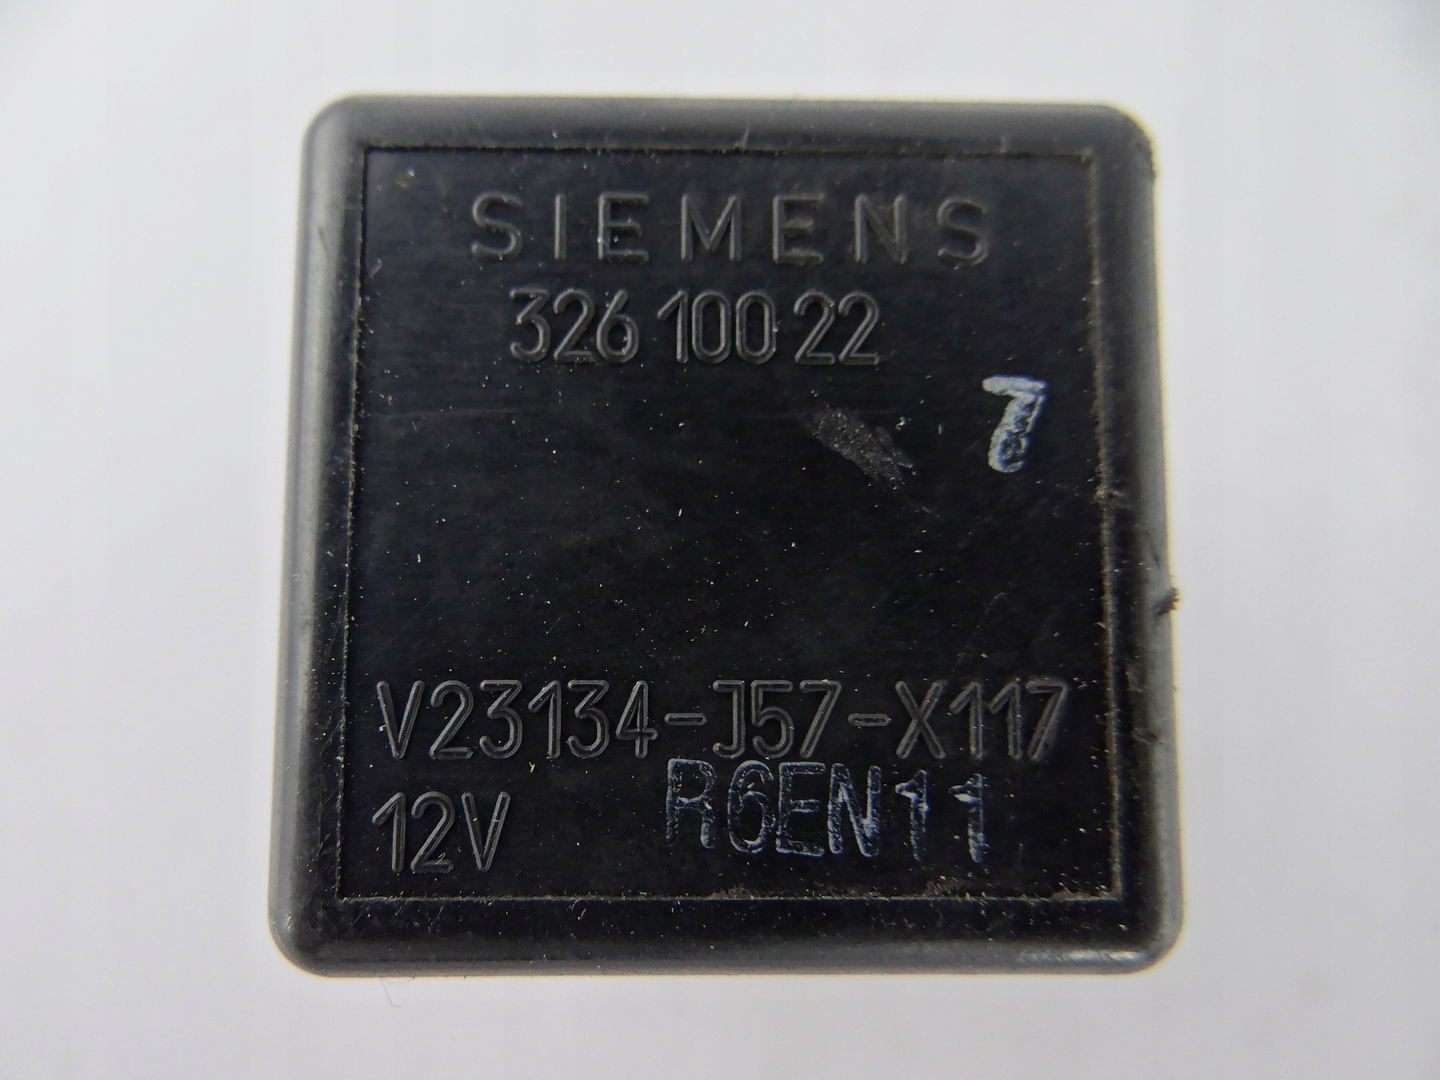 SIEMENS
326 100 22
7
V23134-J57-X117
R6EN11
12V